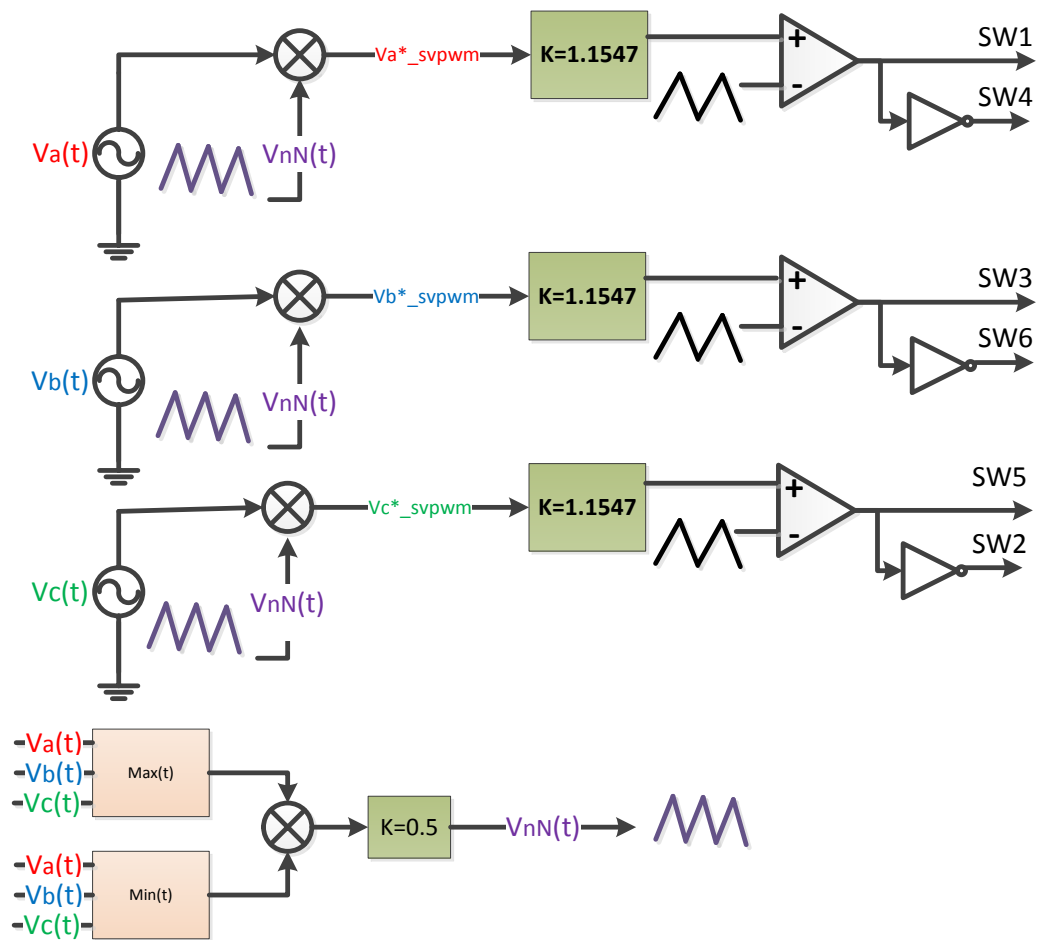 SW1
Va*_svpwm
K=1.1547
+
-
SW4
Va(t)
VnN(t)
SW3
Vb*_svpwm
K=1.1547
+
-
SW6
Vb(t)
VnN(t)
SW5
Vc*_svpwm
K=1.1547
+
-
SW2
Vc(t)
VnN(t)
Va(t)
Vb(t)
Vc(t)
Max(t)
K=0.5
VnN(t)
Va(t)
Vb(t)
Vc(t)
Min(t)